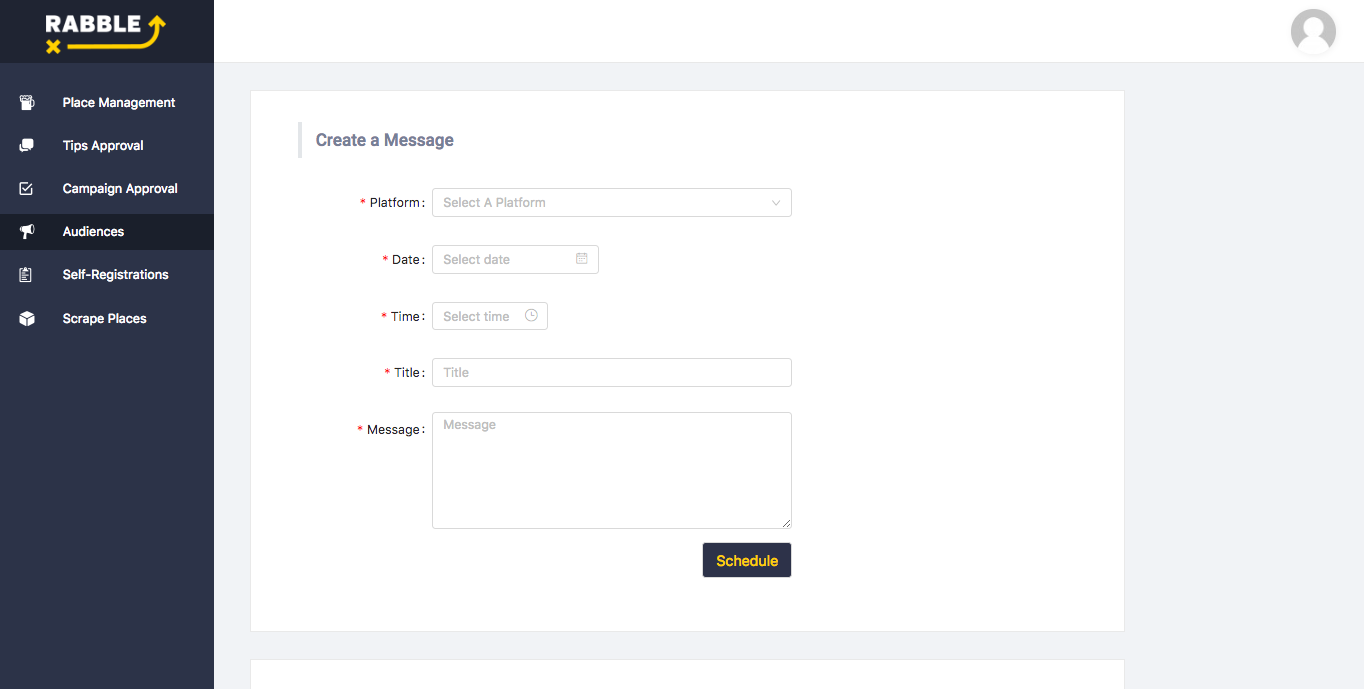 RABBLE
Place Management
Tips Approval
Campaign Approval
Audiences
Self-Registrations
Scrape Places
Create a Message
* Platform: Select A Platform
* Date: Select date
* Time: Select time
* Title: Title
* Message: Message
Schedule